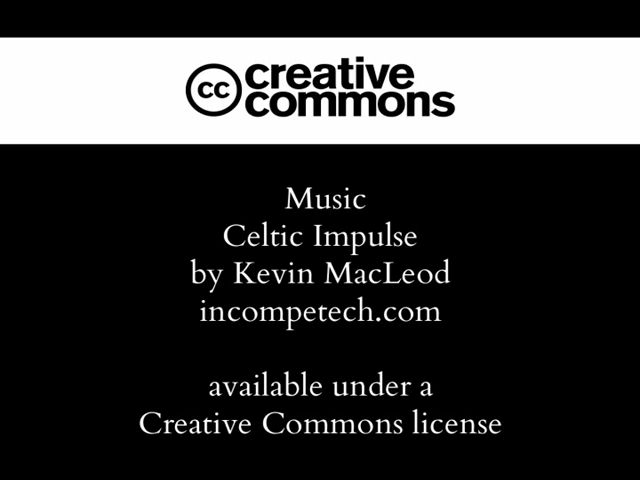 cc creative
commons
Music
Celtic Impulse
by Kevin MacLeod
incompetech.com
available under a
Creative Commons license